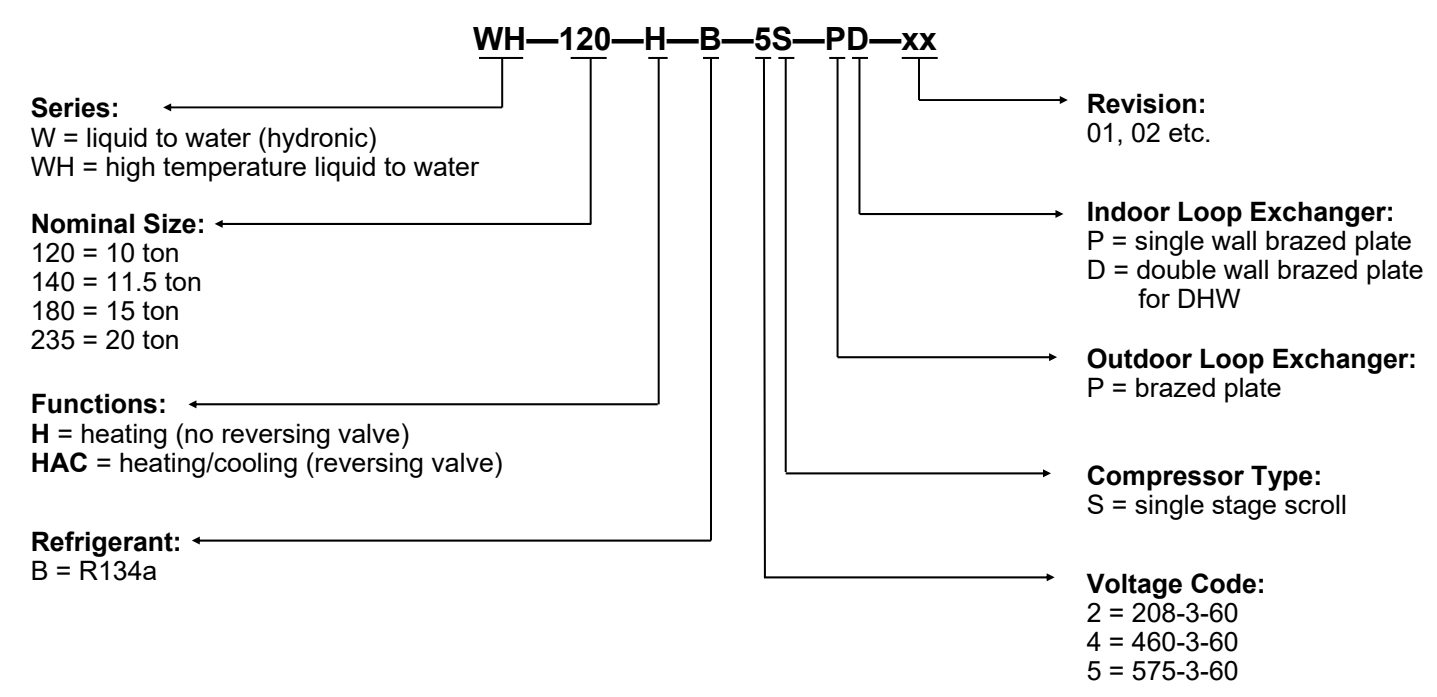 WH—120—H—B—5S—PD—xx
Series:
W = liquid to water (hydronic)
WH = high temperature liquid to water
Nominal Size:
120 = 10 ton
140 = 11.5 ton
180 = 15 ton
235 = 20 ton
Functions:
H = heating (no reversing valve)
HAC = heating/cooling (reversing valve)
Refrigerant:
B = R134a
Revision:
01, 02 etc.
Indoor Loop Exchanger:
P = single wall brazed plate
D = double wall brazed plate
for DHW
Outdoor Loop Exchanger:
P = brazed plate
Compressor Type:
S = single stage scroll
Voltage Code:
2 = 208-3-60
4 = 460-3-60
5 = 575-3-60